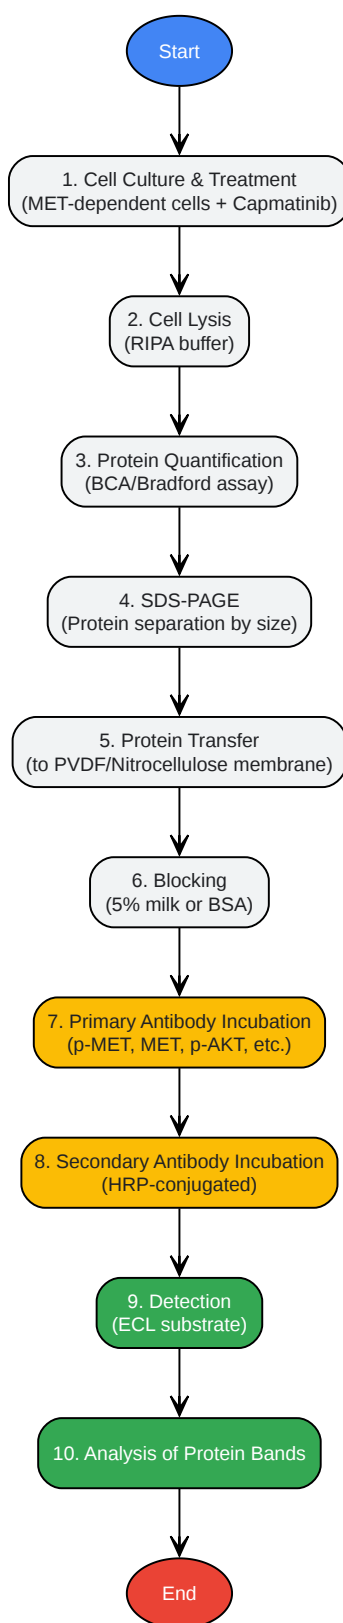 Start
1. Cell Culture & Treatment
(MET-dependent cells + Capmatinib)
2. Cell Lysis
(RIPA buffer)
3. Protein Quantification
(BCA/Bradford assay)
4. SDS-PAGE
(Protein separation by size)
5. Protein Transfer
(to PVDF/Nitrocellulose membrane)
6. Blocking
(5% milk or BSA)
7. Primary Antibody Incubation
(p-MET, MET, p-AKT, etc.)
8. Secondary Antibody Incubation
(HRP-conjugated)
9. Detection
(ECL substrate)
10. Analysis of Protein Bands
End